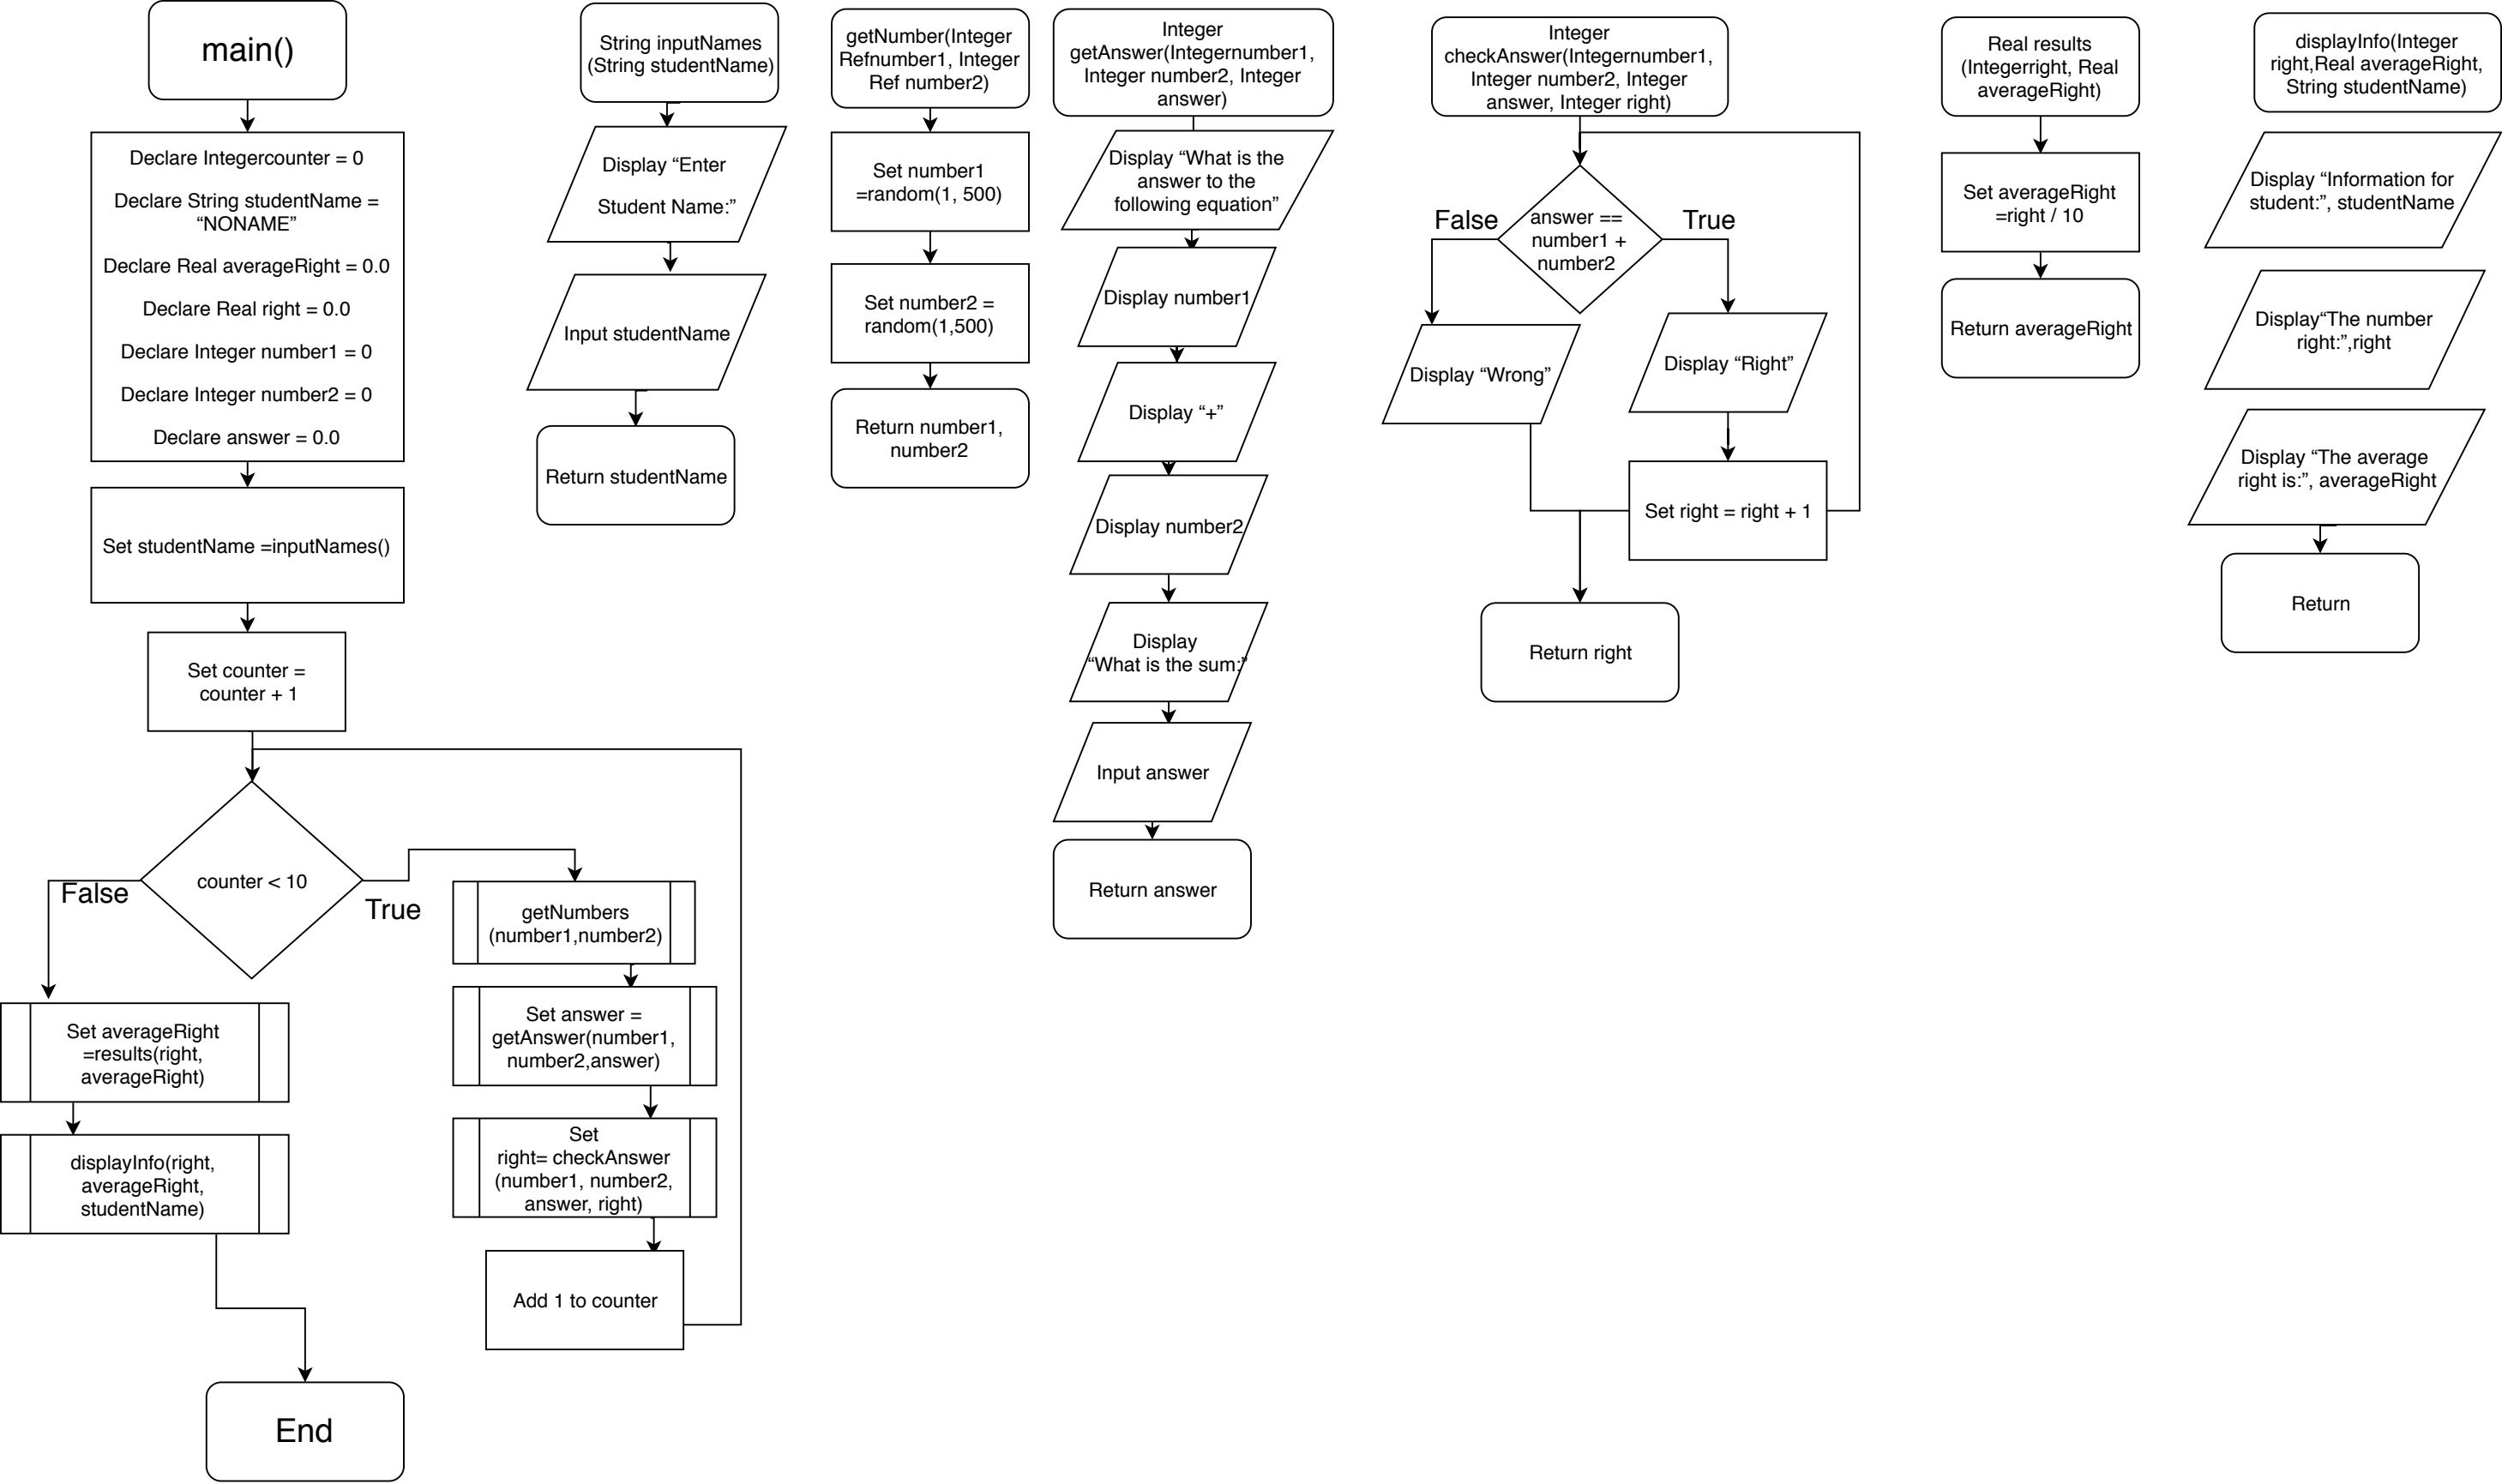 main()
Declare Integercounter = 0
Declare String studentName =
“NONAME”
Declare Real averageRight = 0.0
Declare Real right = 0.0
Declare Integer number1 = 0
Declare Integer number2 = 0
Declare answer = 0.0
Set studentName =inputNames()
Set counter =
counter + 1
counter < 10
False
True
getNumbers
(number1,number2)
Set answer =
getAnswer(number1,
number2,answer)
Set
right= checkAnswer
(number1, number2,
answer, right)
Add 1 to counter
Set averageRight
=results(right,
averageRight)
displayInfo(right,
averageRight,
studentName)
End
String inputNames
(String studentName)
Display “Enter
Student Name:”
Input studentName
Return studentName
getNumber(Integer
Refnumber1, Integer
Ref number2)
Set number1
=random(1, 500)
Set number2 =
random(1,500)
Return number1,
number2
Integer
getAnswer(Integernumber1,
Integer number2, Integer
answer)
Display “What is the
answer to the
following equation”
Display number1
Display “+”
Display number2
Display
“What is the sum:”
Input answer
Return answer
Integer
checkAnswer(Integernumber1,
Integer number2, Integer
answer, Integer right)
answer ==
number1 +
number2
False
True
Display “Wrong”
Display “Right”
Set right = right + 1
Return right
Real results
(Integerright, Real
averageRight)
Set averageRight
=right / 10
Return averageRight
displayInfo(Integer
right,Real averageRight,
String studentName)
Display “Information for
student:”, studentName
Display“The number
right:”,right
Display “The average
right is:”, averageRight
Return